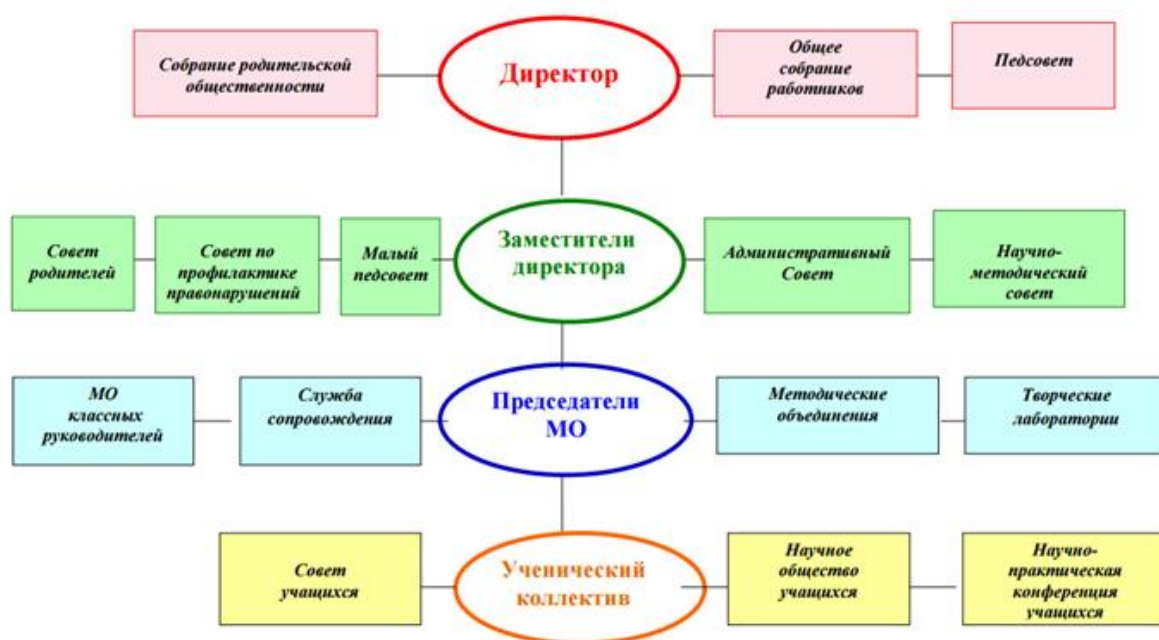 Собрание родительской
общественности
Директор
Общее
собрание
работников
Педсовет
Совет
родителей
Совет по
профилактике
правонарушений
Малый
педсовет
Заместители
директора
Административный
Совет
Научно-
методический
совет
МО
классных
руководителей
Служба
сопровождения
Председатели
МО
Методические
объединения
Творческие
лаборатории
Совет
учащихся
Ученический
коллектив
Научное
общество
учащихся
Научно-
практическая
конференция
учащихся